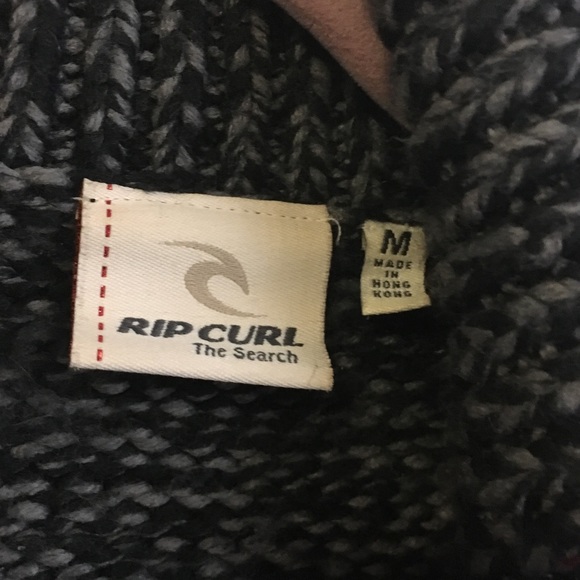 RIP CURL
The Search
M
MADE
IN
HONG
KONG